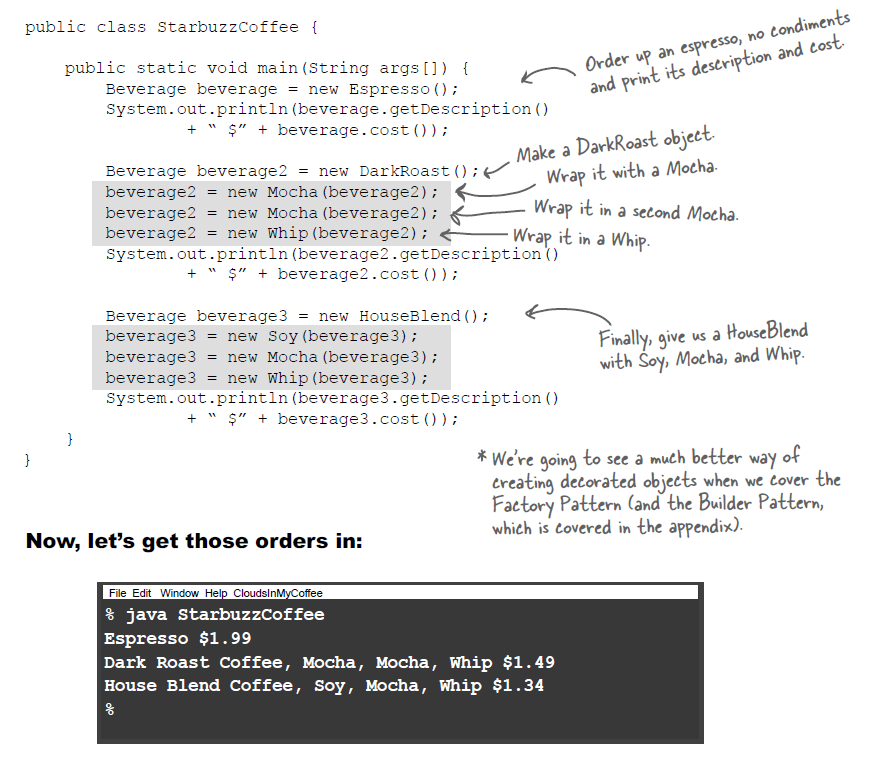 public class StarbuzzCoffee {
public static void main(String args[]) {
Order up an espresso, no condiments
and print its description and cost.
Beverage beverage = new Espresso();
System.out.println(beverage.getDescription()
+ “ $” + beverage.cost());
Make a DarkRoast object.
Beverage beverage2 = new DarkRoast();
Wrap it with a Mocha.
beverage2 = new Mocha(beverage2);
Wrap it in a second Mocha.
beverage2 = new Mocha(beverage2);
Wrap it in a Whip.
beverage2 = new Whip(beverage2);
System.out.println(beverage2.getDescription()
+ “ $” + beverage2.cost());
Beverage beverage3 = new HouseBlend();
Finally, give us a HouseBlend
with Soy, Mocha, and Whip.
beverage3 = new Soy(beverage3);
beverage3 = new Mocha(beverage3);
beverage3 = new Whip(beverage3);
System.out.println(beverage3.getDescription()
+ “ $” + beverage3.cost());
}
}
* We're going to see a much better way of
creating decorated objects when we cover the
Factory Pattern (and the Builder Pattern,
which is covered in the appendix).
Now, let’s get those orders in:
File Edit Window Help CloudsInMyCoffee
% java StarbuzzCoffee
Espresso $1.99
Dark Roast Coffee, Mocha, Mocha, Whip $1.49
House Blend Coffee, Soy, Mocha, Whip $1.34
%